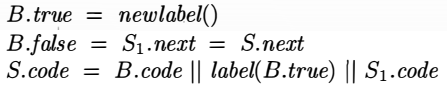 B.true = newlabel()
B.false = S₁.next = S.next
S.code = B.code || label(B.true) || S₁.code